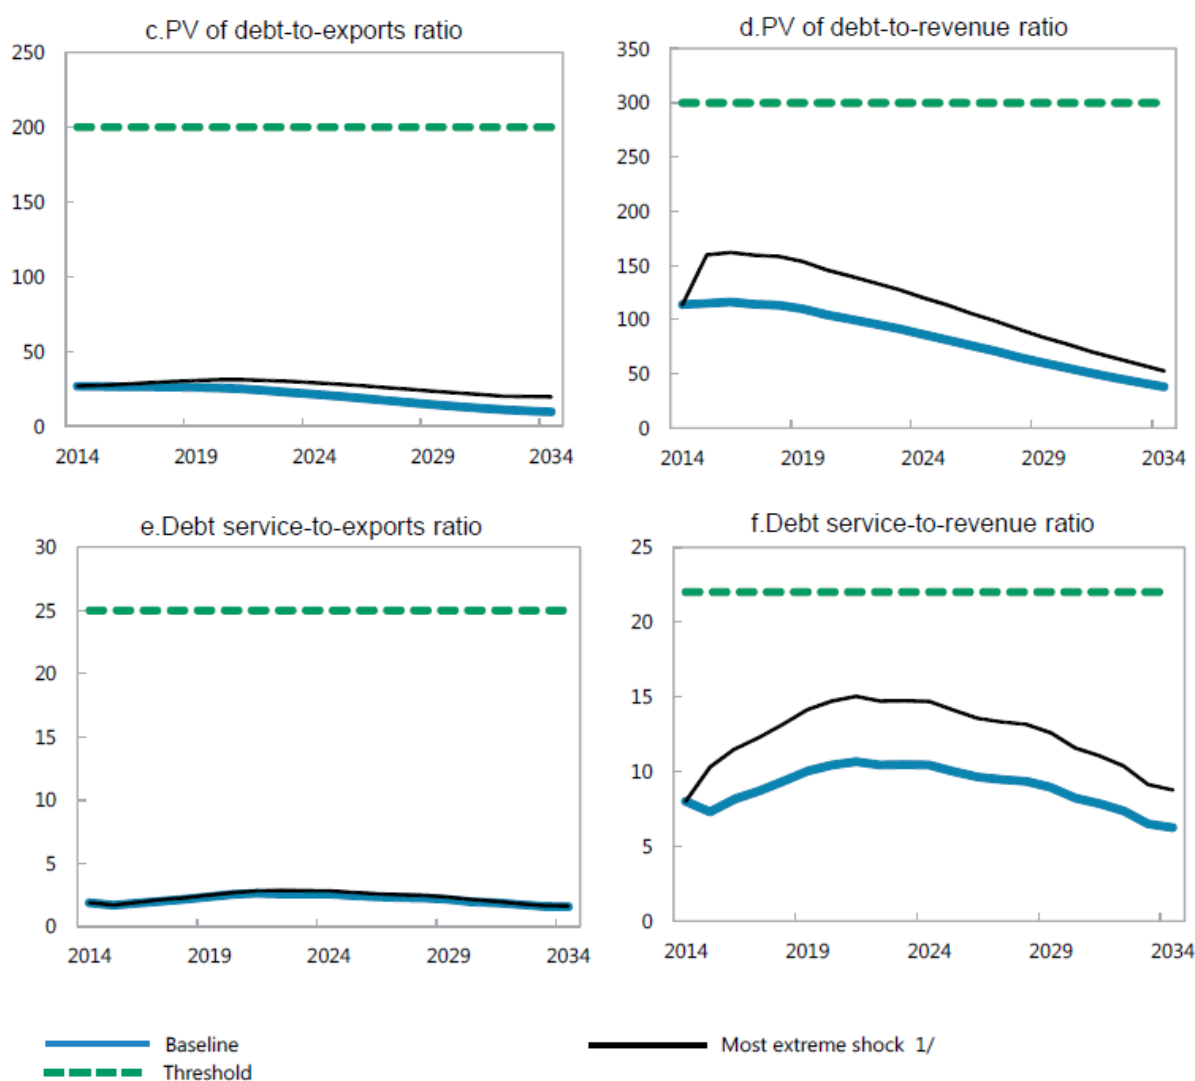 c.PV of debt-to-exports ratio
250
200
150
100
50
0
2014 2019 2024 2029 2034
d.PV of debt-to-revenue ratio
350
300
250
200
150
100
50
0
2014 2019 2024 2029 2034
e.Debt service-to-exports ratio
30
25
20
15
10
5
0
2014 2019 2024 2029 2034
f.Debt service-to-revenue ratio
25
20
15
10
5
0
2014 2019 2024 2029 2034
Baseline
Threshold
Most extreme shock 1/